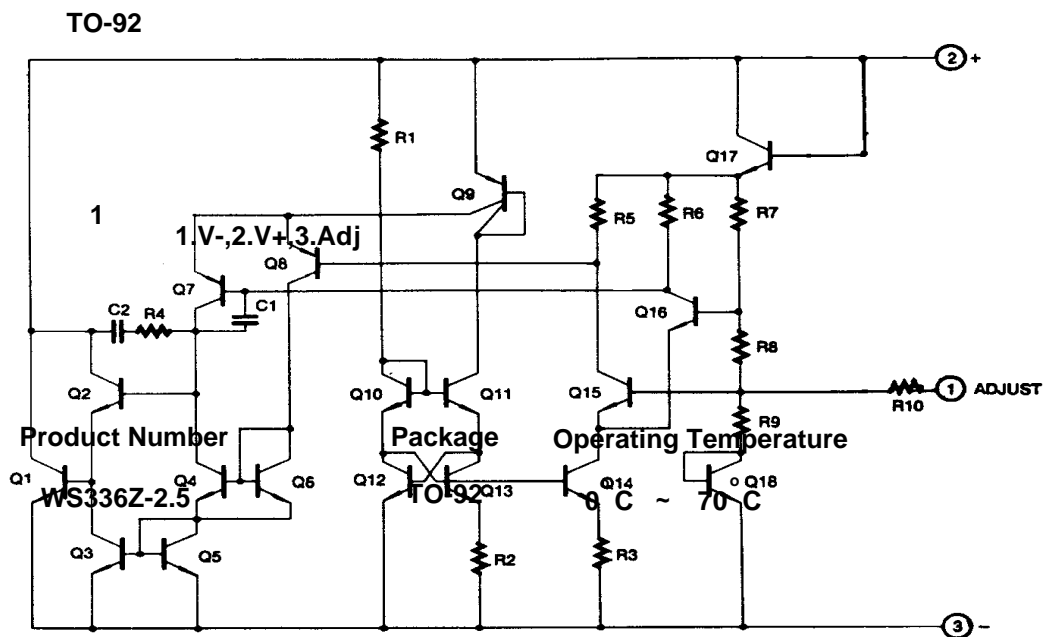 TO-92
2 +
R1
Q17
Q9
1
R5 R6 R7
1.V-,2.V+,3.Adj
Q8
Q7
C1
C2 R4
Q16
R8
Q2 Q10 Q11 Q15
R10
1 ADJUST
R9
Product Number Package Operating Temperature
Q1 Q4 Q6 Q12 Q13 Q14 Q18
WS336Z-2.5 TO-92 0 C ~ 70 C
Q3 Q5 R2 R3
3 −